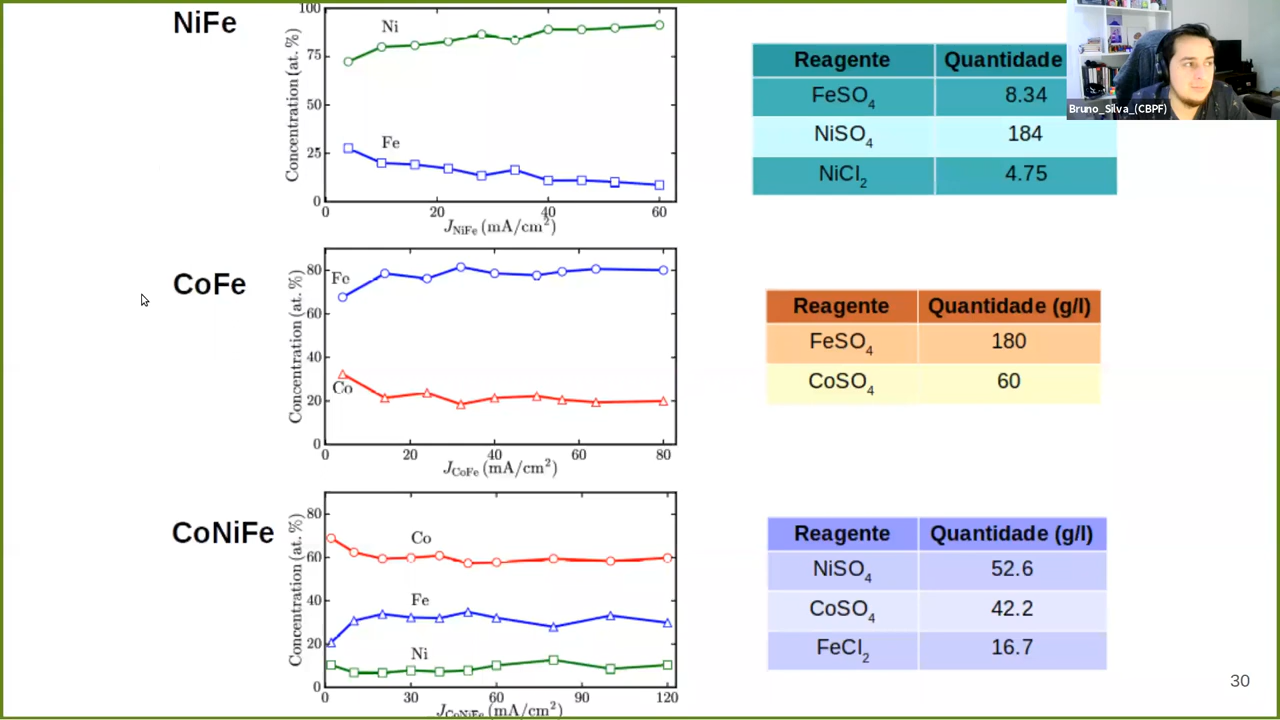 NiFe
100
75
50
25
0
Concentration (at. %)
Ni
Fe
0 20 40 60
J_NiFe (mA/cm²)
Reagente Quantidade
FeSO₄ 8.34
NiSO₄ 184
NiCl₂ 4.75
Bruno_Silva_(CBPF)
CoFe
80
60
40
20
0
Concentration (at. %)
Fe
Co
0 20 40 60 80
J_CoFe (mA/cm²)
Reagente Quantidade (g/l)
FeSO₄ 180
CoSO₄ 60
CoNiFe
80
60
40
20
0
Concentration (at. %)
Co
Fe
Ni
0 30 60 90 120
J_CoNiFe (mA/cm²)
Reagente Quantidade (g/l)
NiSO₄ 52.6
CoSO₄ 42.2
FeCl₂ 16.7
30